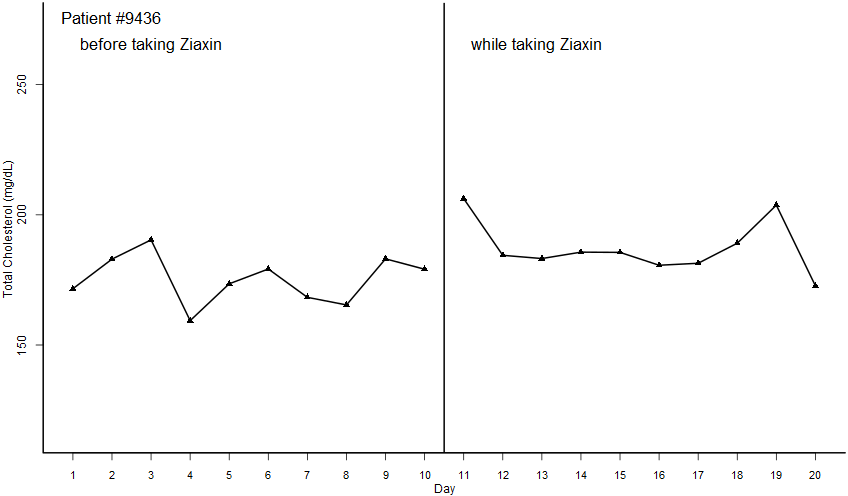 Patient #9436
before taking Ziaxin
while taking Ziaxin
Total Cholesterol (mg/dL)
250
200
150
1 2 3 4 5 6 7 8 9 10 11 12 13 14 15 16 17 18 19 20
Day